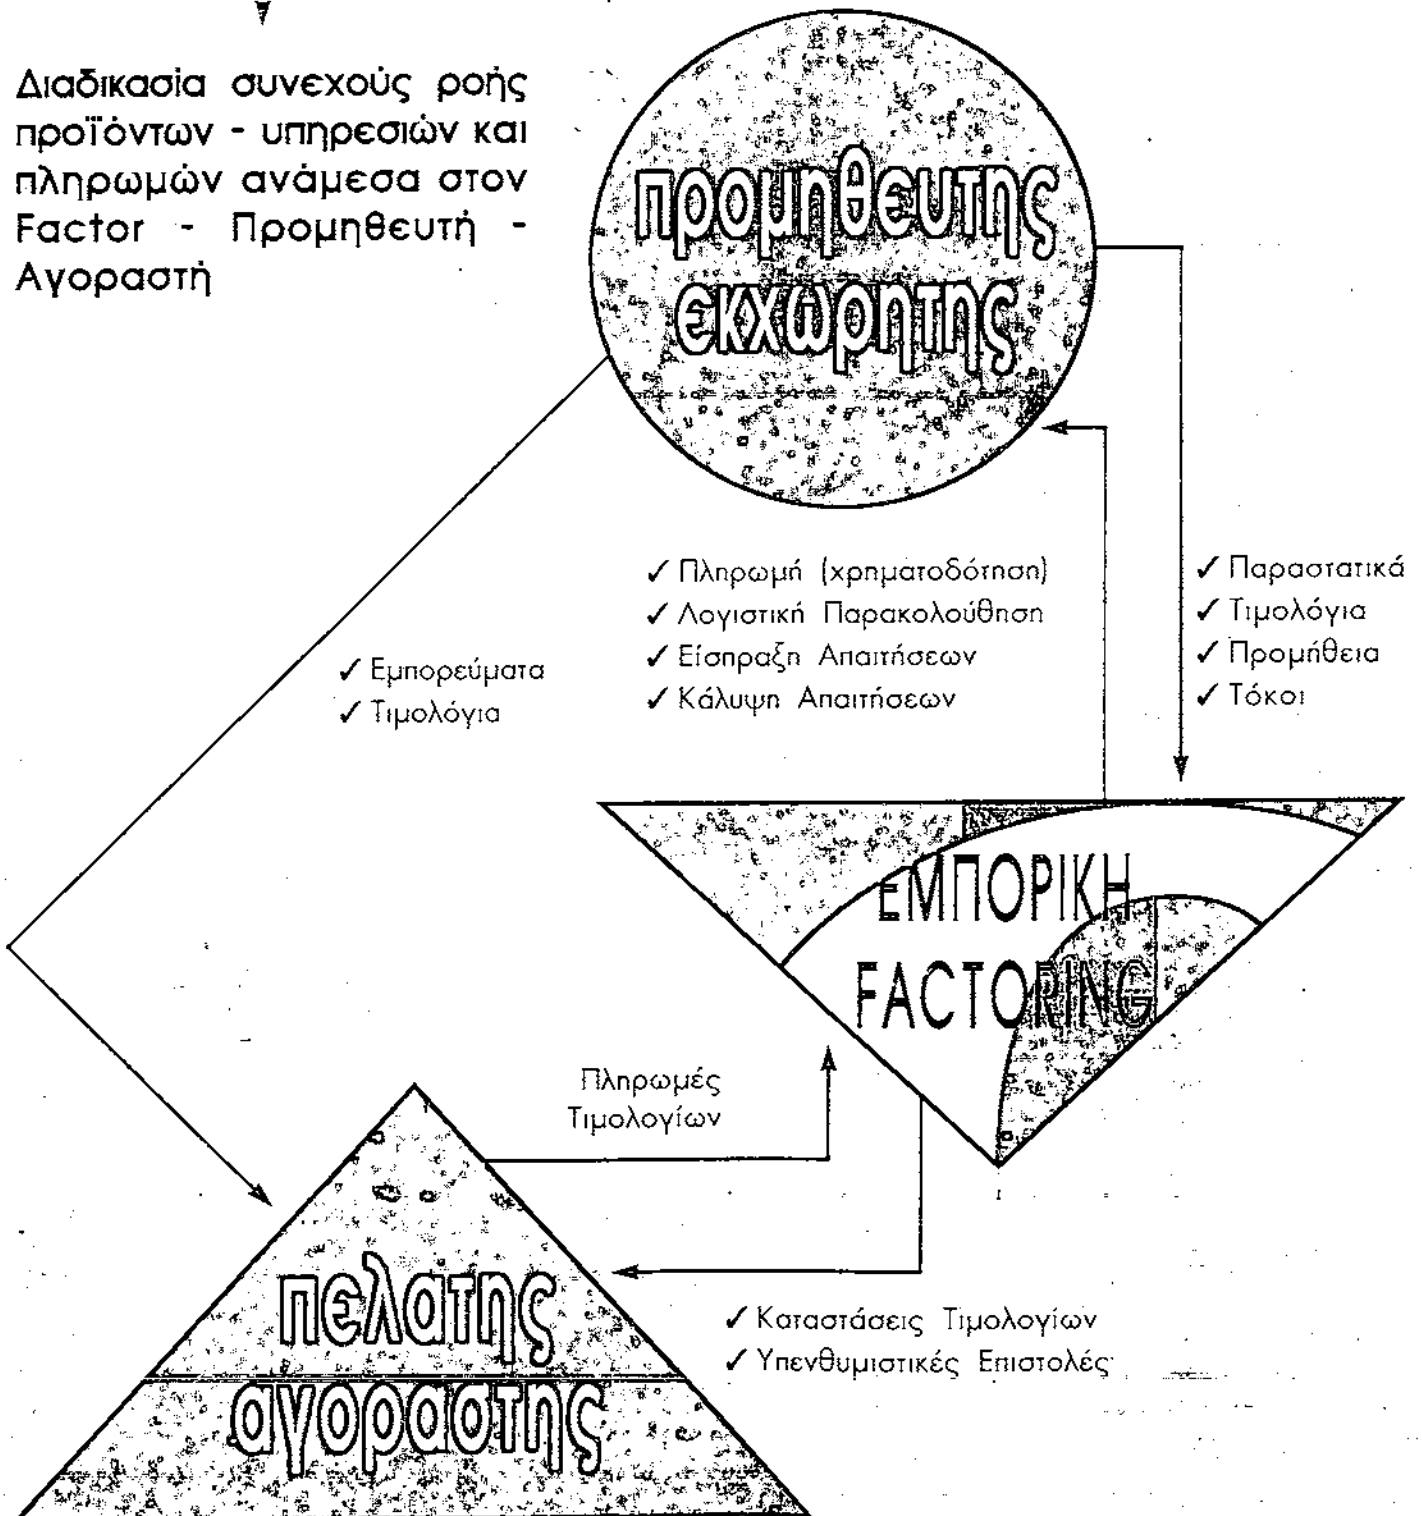 Διαδικασία συνεχούς ροής
προϊόντων - υπηρεσιών και
πληρωμών ανάμεσα στον
Factor - Προμηθευτή -
Αγοραστή
προμηθευτης
εκχωρητης
✓ Πληρωμή (χρηματοδότηση)
✓ Λογιστική Παρακολούθηση
✓ Είσπραξη Απαιτήσεων
✓ Κάλυψη Απαιτήσεων
✓ Παραστατικά
✓ Τιμολόγια
✓ Προμήθεια
✓ Τόκοι
✓ Εμπορεύματα
✓ Τιμολόγια
ΕΜΠΟΡΙΚΗ
FACTORING
Πληρωμές
Τιμολογίων
πελατης
αγοραστης
✓ Καταστάσεις Τιμολογίων
✓ Υπενθυμιστικές Επιστολές